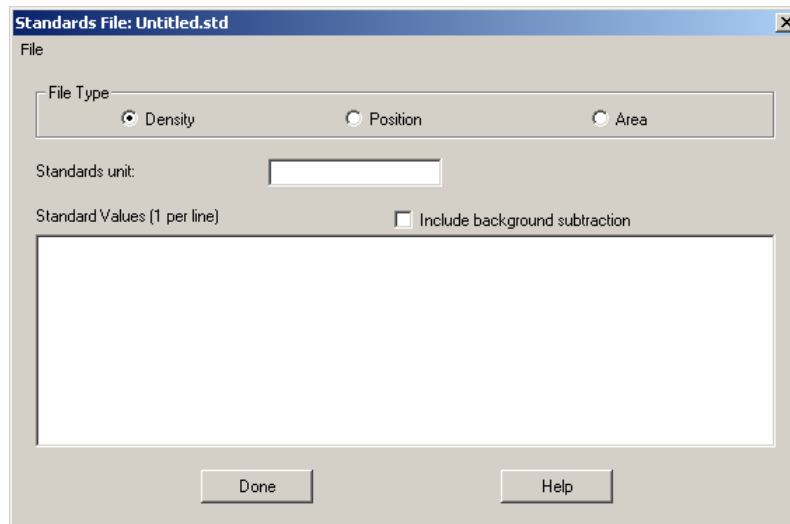 Standards File: Untitled.std
File
File Type
Density Position Area
Standards unit:
Standard Values (1 per line) Include background subtraction
Done Help